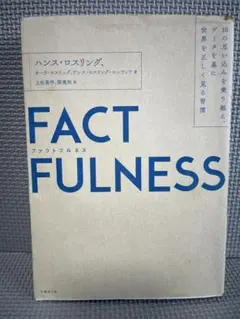 ハンス・ロスリング、
オーラ・ロスリング、アンナ・ロスリング・ロンランド 著
上杉周作、関美和 訳
10の思い込みを乗り越え、
データを基に
世界を正しく見る習慣
FACT
FULNESS
ファクトフルネス
日経BP社